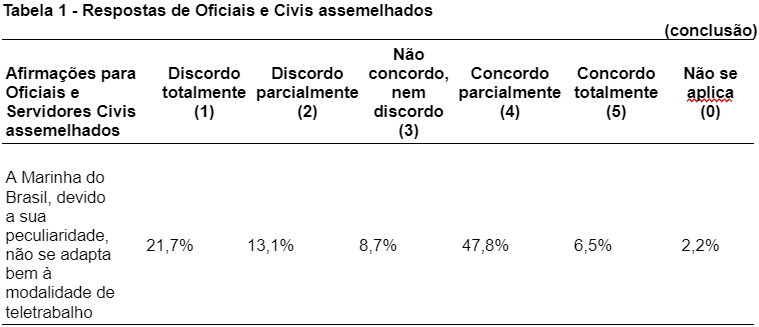 Tabela 1 - Respostas de Oficiais e Civis assemelhados
(conclusão)
Afirmações para
Oficiais e
Servidores Civis
assemelhados
Discordo
totalmente
(1)
Discordo
parcialmente
(2)
Não
concordo,
nem
discordo
(3)
Concordo
parcialmente
(4)
Concordo
totalmente
(5)
Não se
aplica
(0)
A Marinha do
Brasil, devido
a sua
peculiaridade,
não se adapta
bem à
modalidade de
teletrabalho
21,7% 13,1% 8,7% 47,8% 6,5% 2,2%